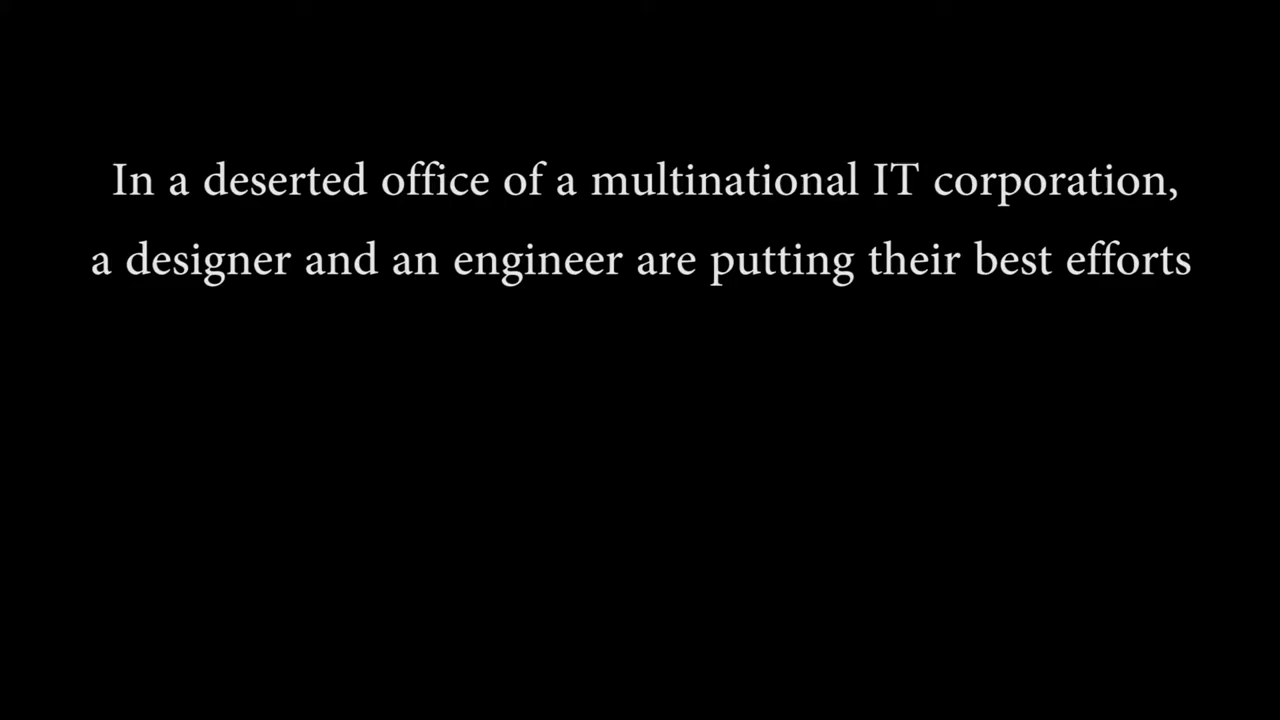 In a deserted office of a multinational IT corporation,
a designer and an engineer are putting their best efforts